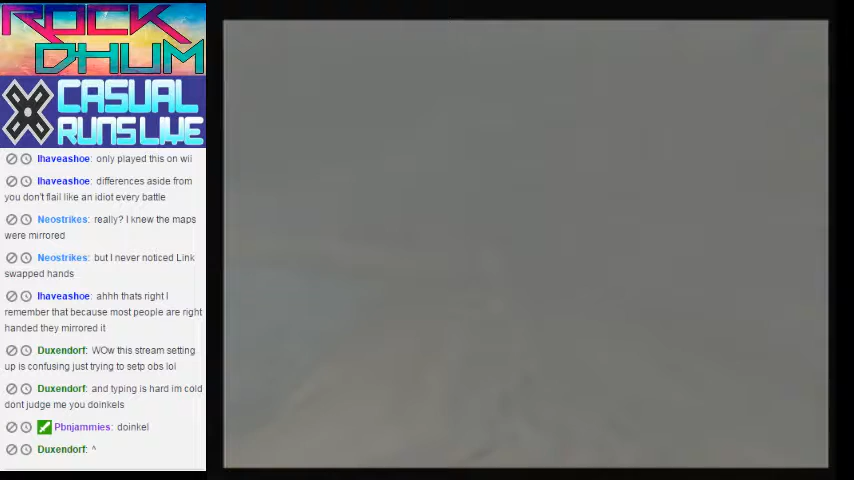 ROCK
DHUM
CASUAL
RUNS LIVE
Ihaveashoe: only played this on wii
Ihaveashoe: differences aside from
you don't flail like an idiot every battle
Neostrikes: really? I knew the maps
were mirrored
Neostrikes: but I never noticed Link
swapped hands
Ihaveashoe: ahhh thats right I
remember that because most people are right
handed they mirrored it
Duxendorf: WOw this stream setting
up is confusing just trying to setp obs lol
Duxendorf: and typing is hard im cold
dont judge me you doinkels
Pbnjammies: doinkel
Duxendorf: ^